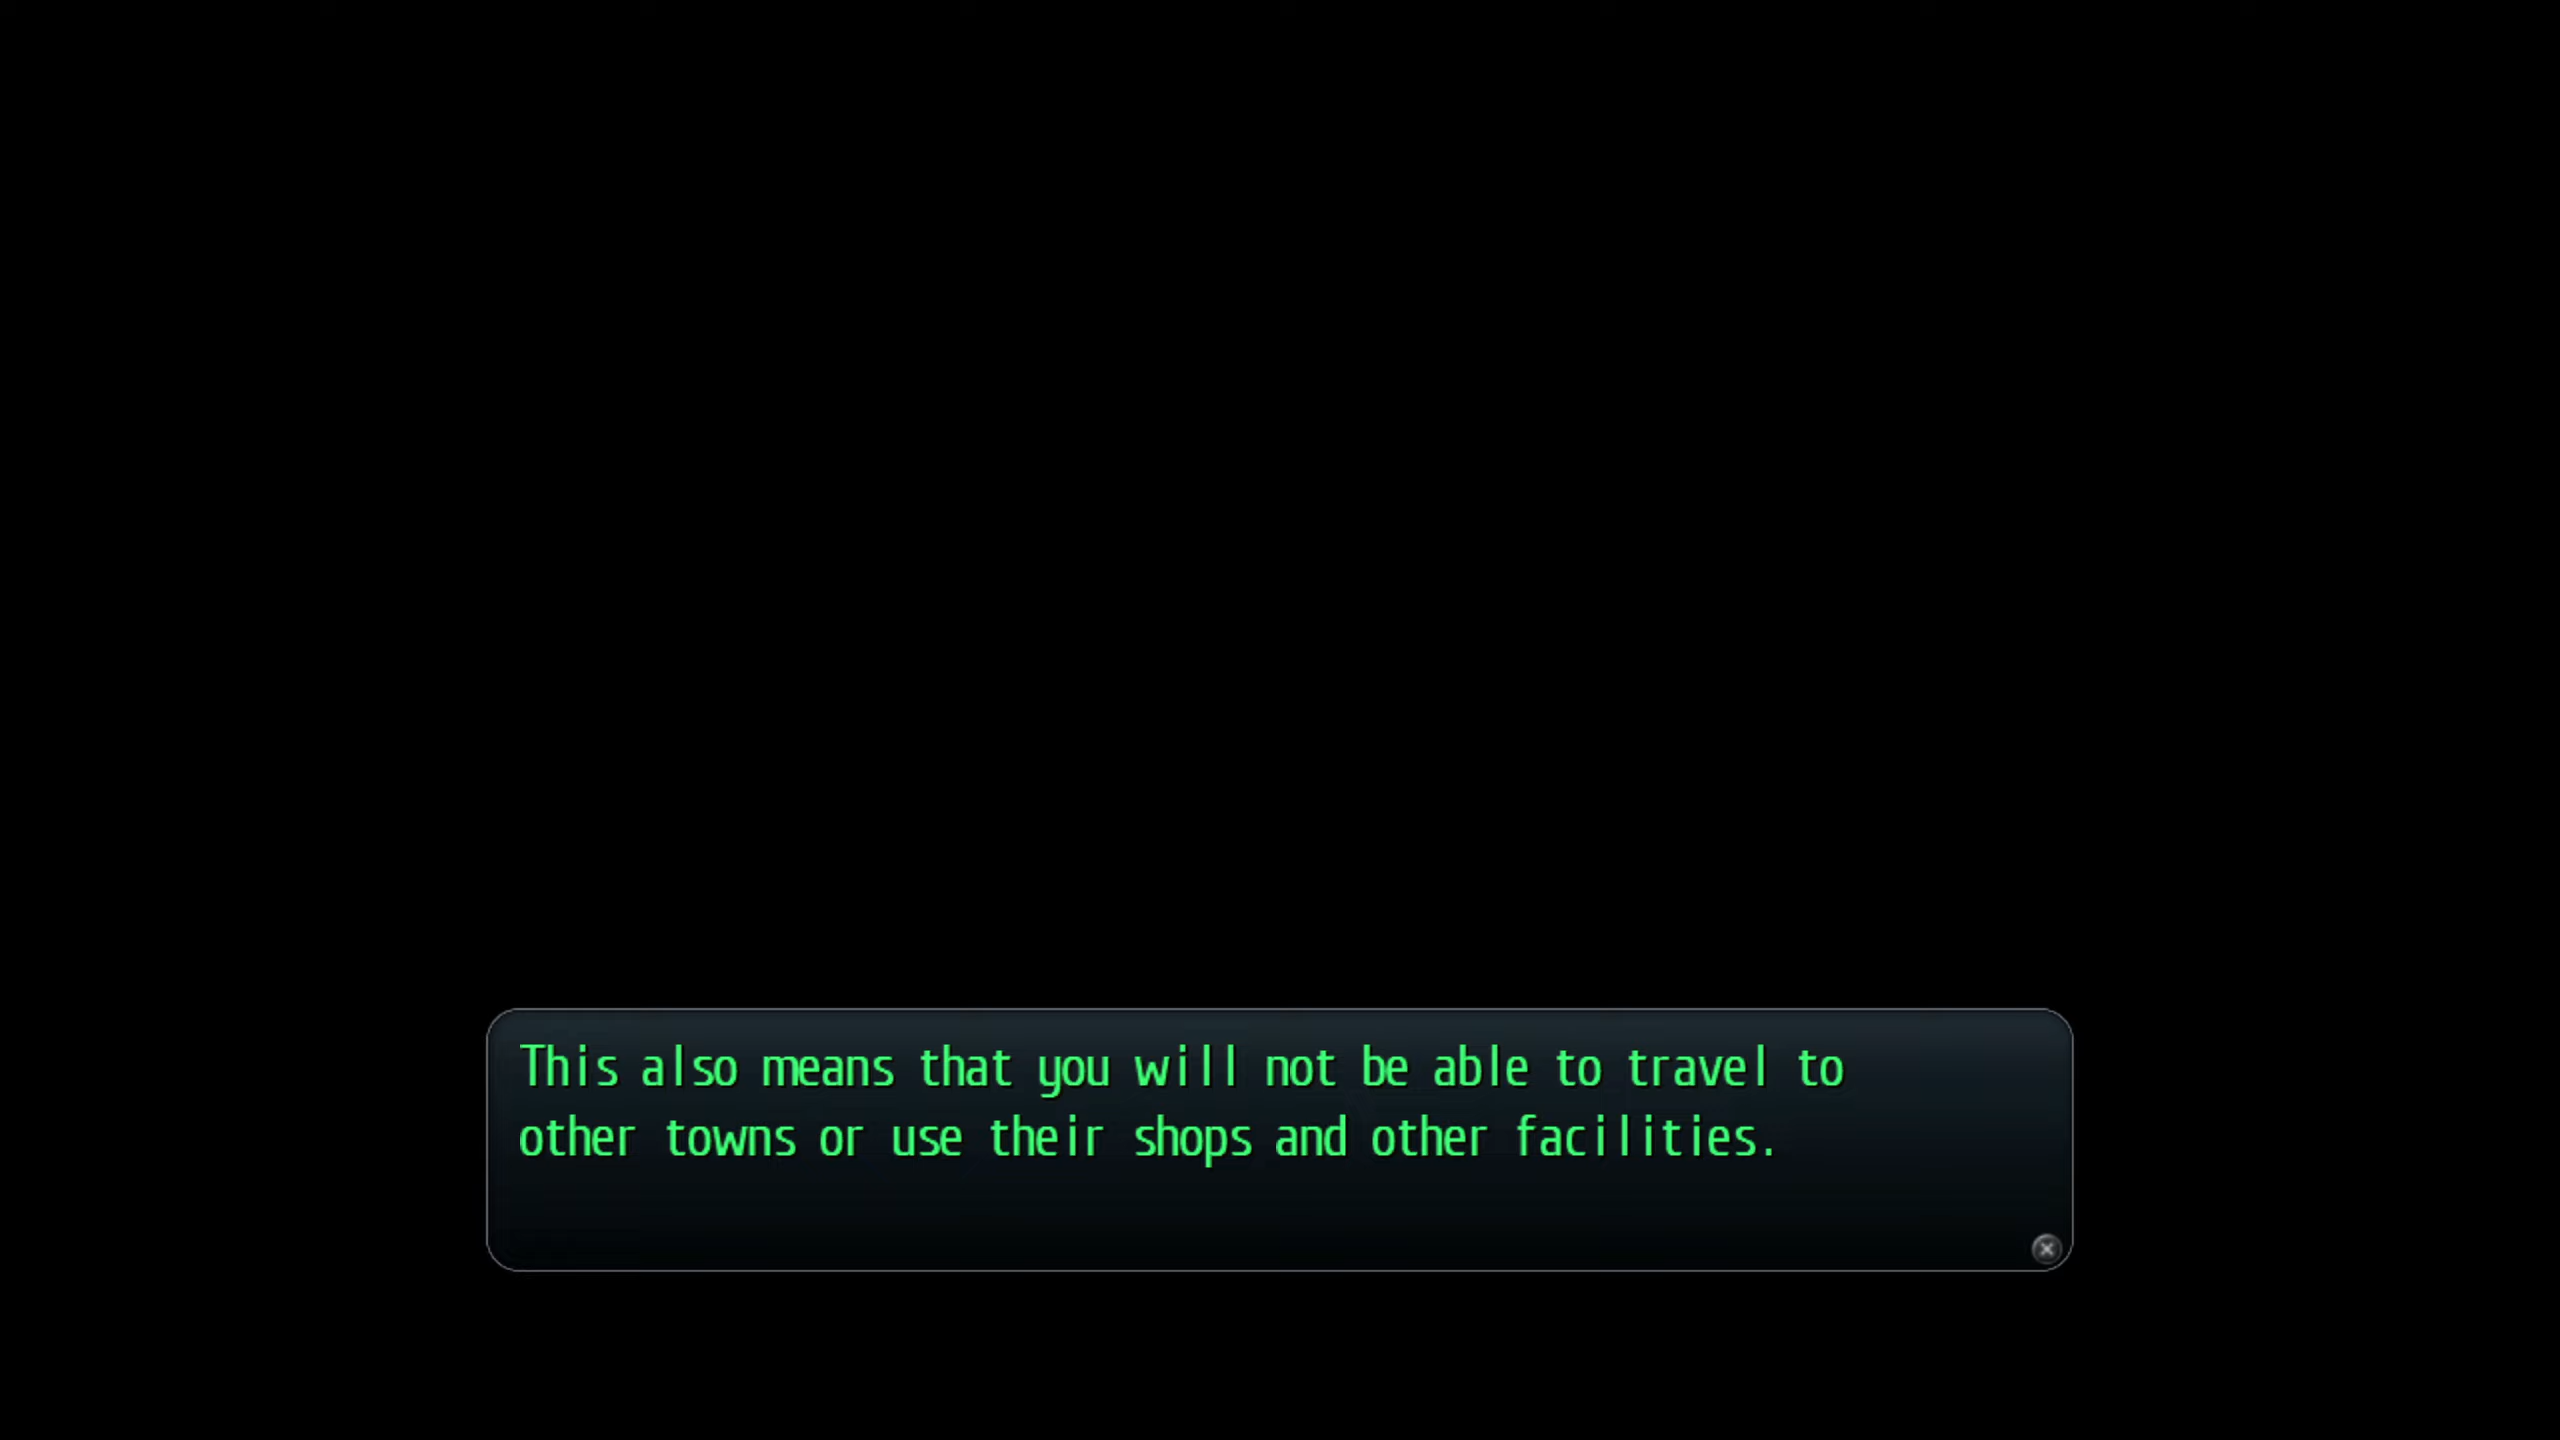 This also means that you will not be able to travel to
other towns or use their shops and other facilities.